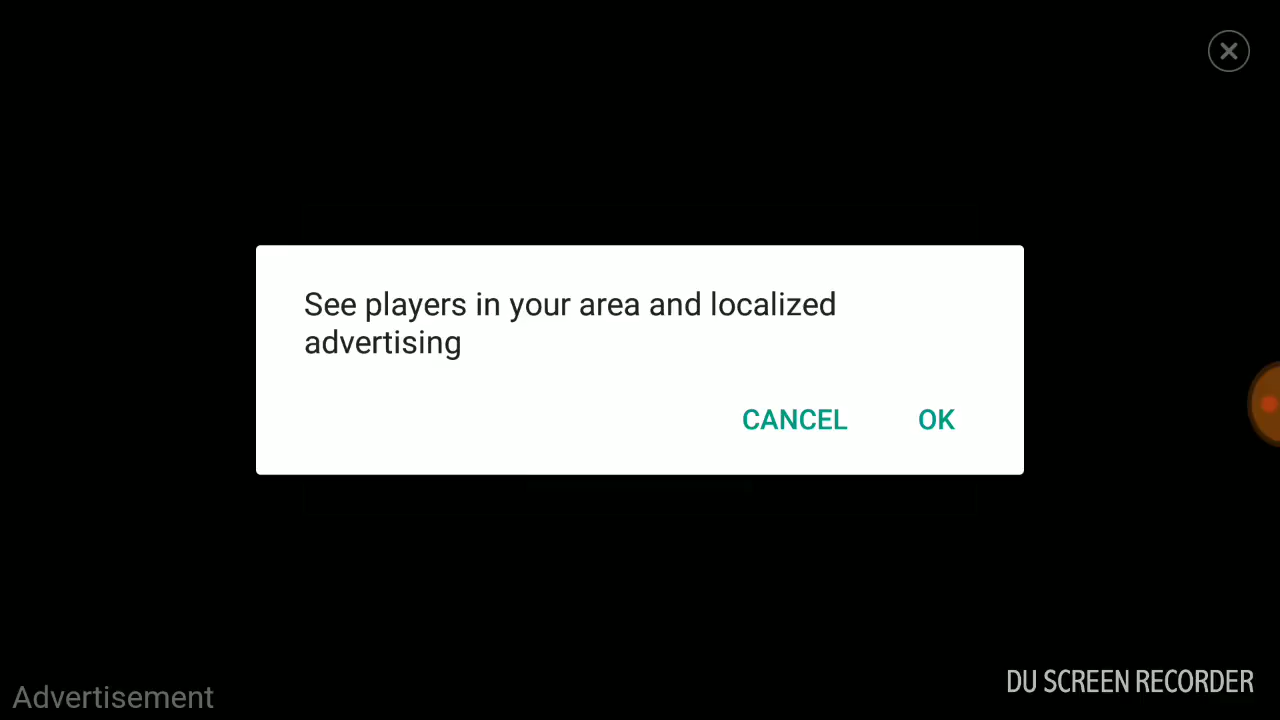 See players in your area and localized
advertising
CANCEL OK
DU SCREEN RECORDER
Advertisement